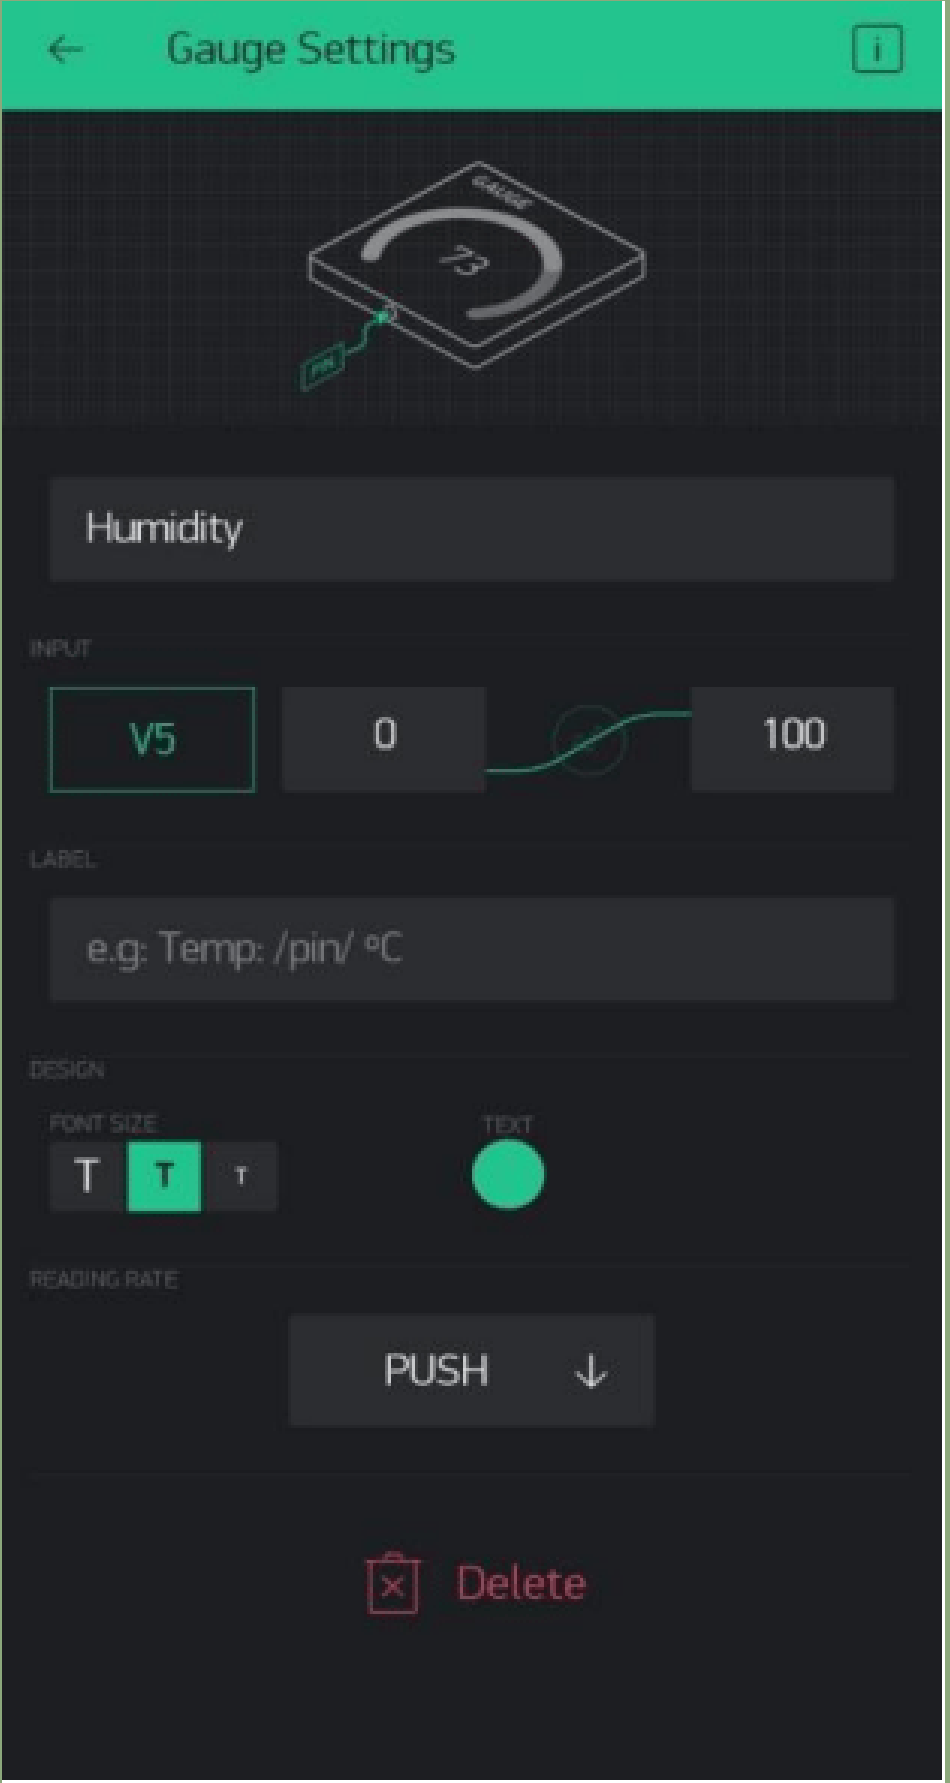 Gauge Settings
i
GAUGE
73
PIN
Humidity
INPUT
V5 0 100
LABEL
e.g: Temp: /pin/ ºC
DESIGN
FONT SIZE TEXT
T T T
READING RATE
PUSH
Delete